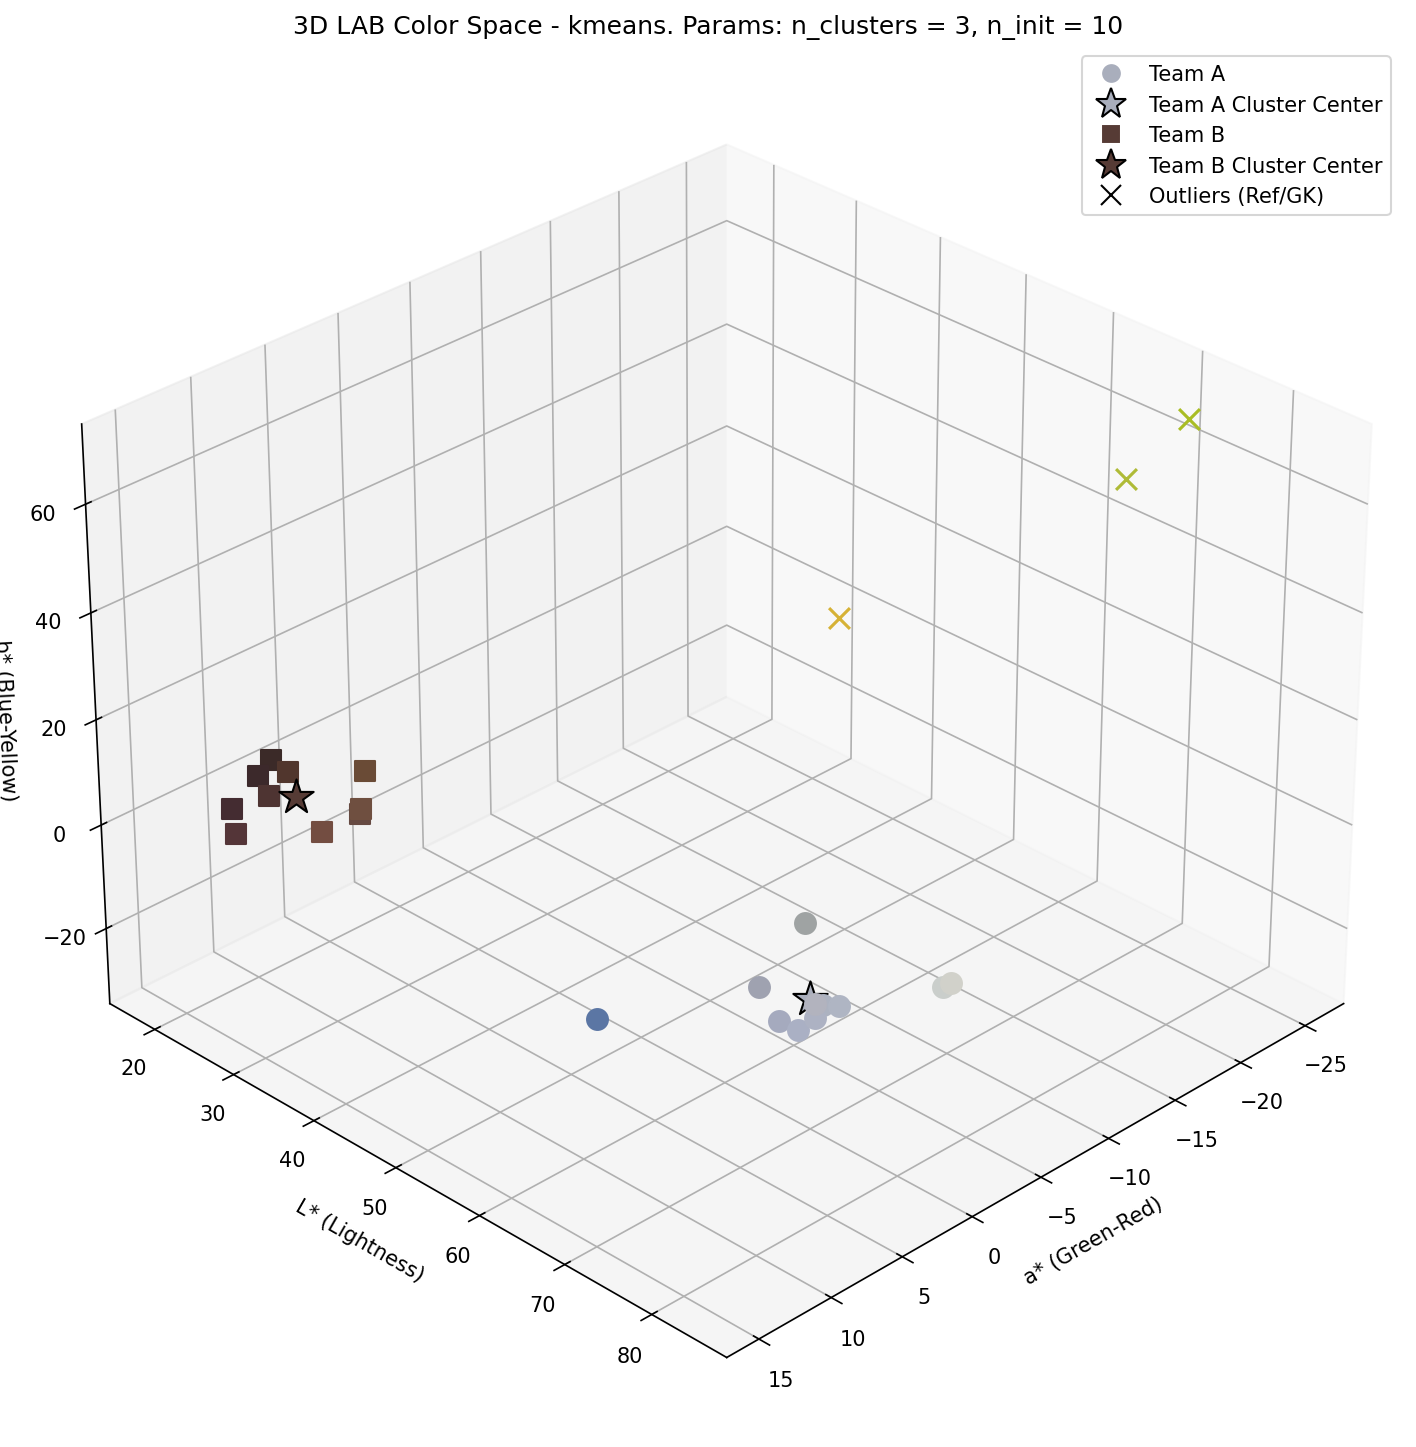 3D LAB Color Space - kmeans. Params: n_clusters = 3, n_init = 10
Team A
Team A Cluster Center
Team B
Team B Cluster Center
Outliers (Ref/GK)
60
40
20
0
−20
b* (Blue-Yellow)
20
30
40
50
60
70
80
L* (Lightness)
−25
−20
−15
−10
−5
0
5
10
15
a* (Green-Red)